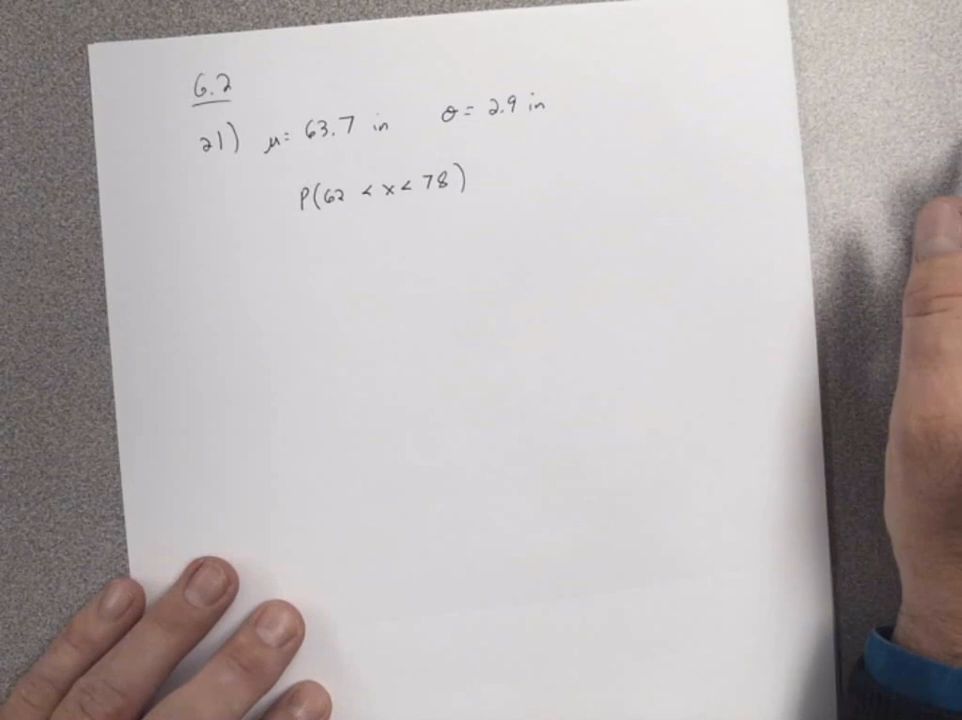 6.2
21) μ= 63.7 in σ= 2.9 in
P(62 < x < 78)